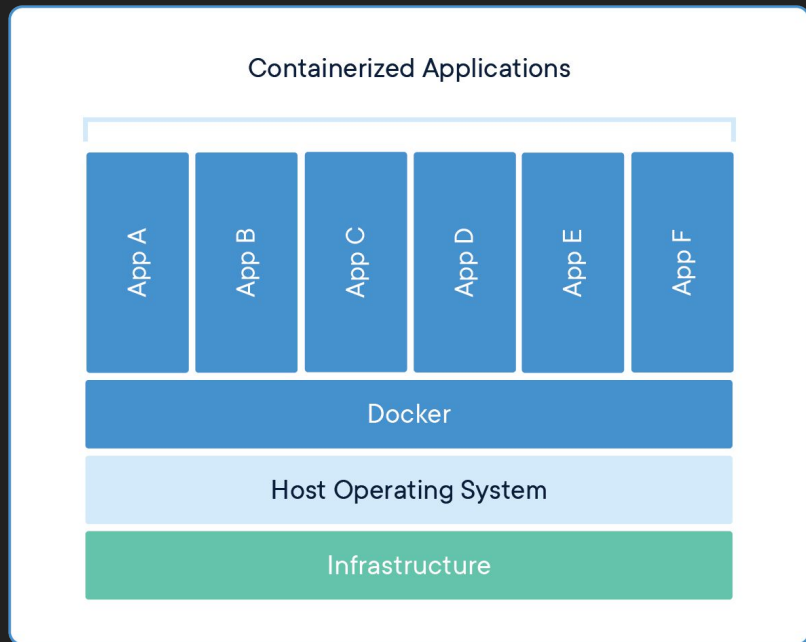 Containerized Applications
App A
App B
App C
App D
App E
App F
Docker
Host Operating System
Infrastructure